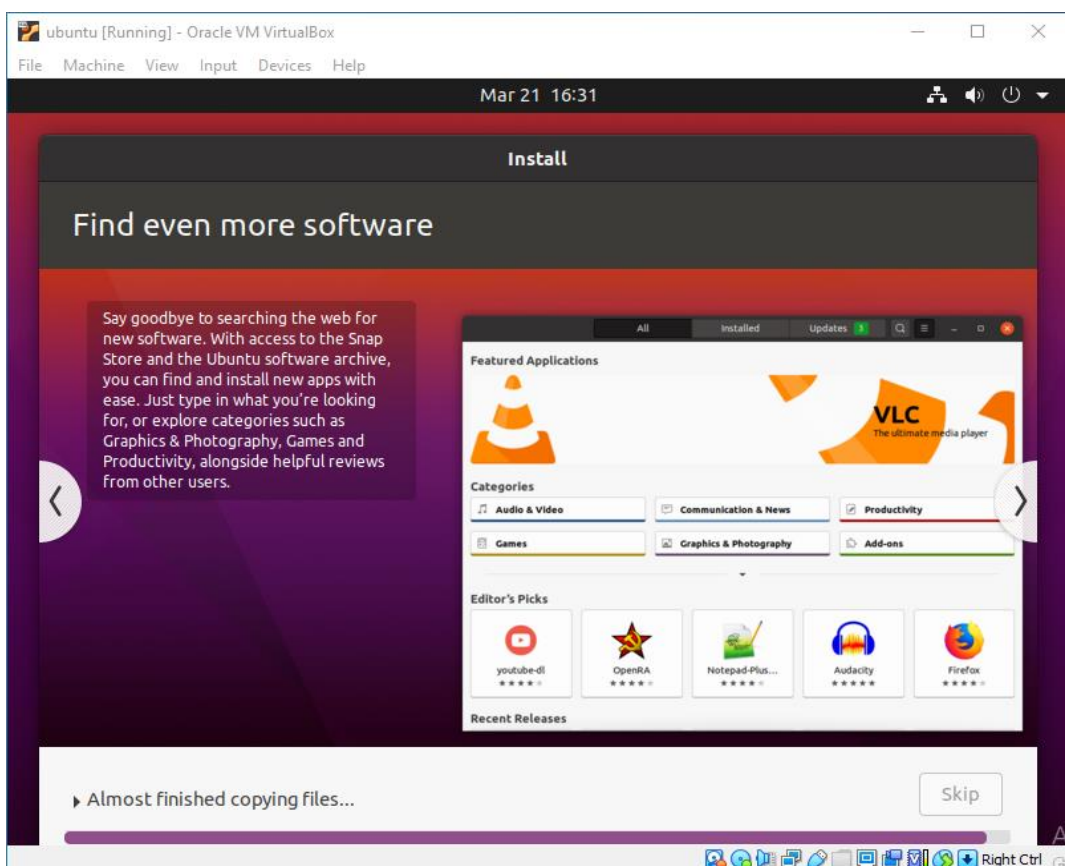 ubuntu [Running] - Oracle VM VirtualBox
File Machine View Input Devices Help
Mar 21 16:31
Install
Find even more software
Say goodbye to searching the web for
new software. With access to the Snap
Store and the Ubuntu software archive,
you can find and install new apps with
ease. Just type in what you're looking
for, or explore categories such as
Graphics & Photography, Games and
Productivity, alongside helpful reviews
from other users.
All Installed Updates 3
Featured Applications
VLC
The ultimate media player
Categories
Audio & Video Communication & News Productivity
Games Graphics & Photography Add-ons
Editor's Picks
youtube-dl OpenRA Notepad-Plus... Audacity Firefox
Recent Releases
Almost finished copying files...
Skip
Right Ctrl